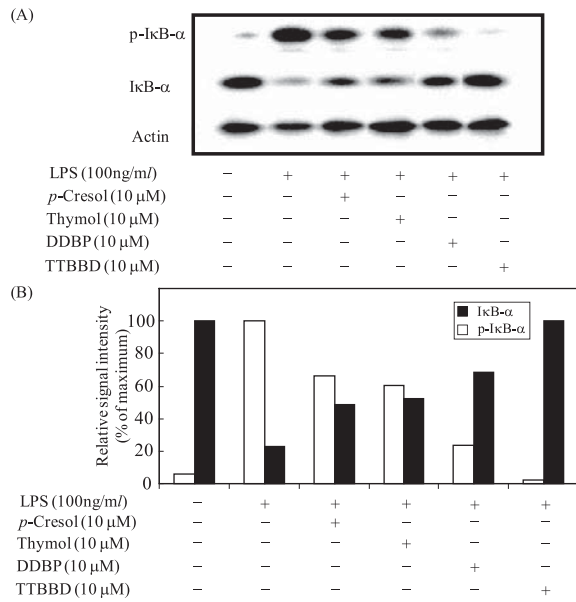 (A)
p-IκB-α
IκB-α
Actin
LPS (100ng/ml) – + + + + +
p-Cresol (10 μM) – – + – – –
Thymol (10 μM) – – – + – –
DDBP (10 μM) – – – – + –
TTBBD (10 μM) – – – – – +
(B)
Relative signal intensity
(% of maximum)
120
100
80
60
40
20
0
IκB-α
p-IκB-α
LPS (100ng/ml) – + + + + +
p-Cresol (10 μM) – – + – – –
Thymol (10 μM) – – – + – –
DDBP (10 μM) – – – – + –
TTBBD (10 μM) – – – – – +